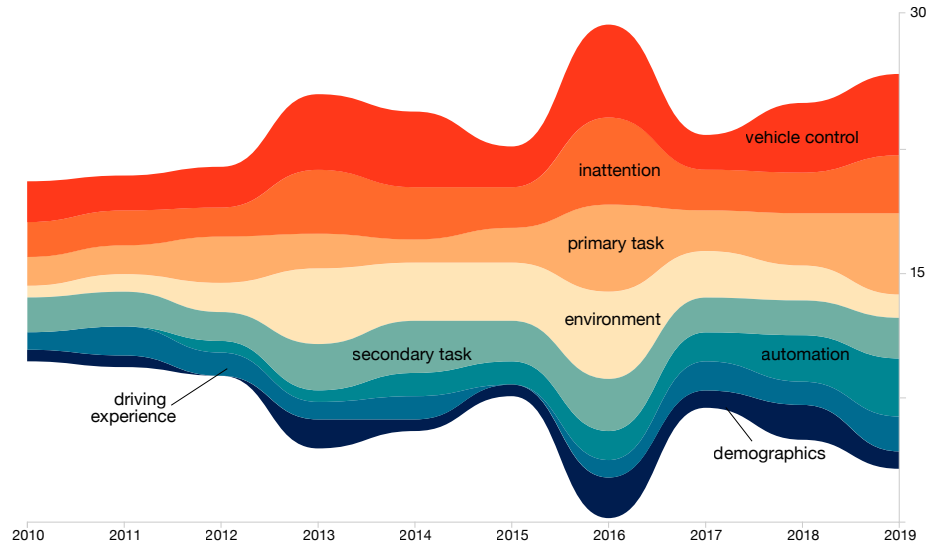 30
vehicle control
inattention
primary task
15
environment
secondary task
automation
driving
experience
demographics
2010 2011 2012 2013 2014 2015 2016 2017 2018 2019